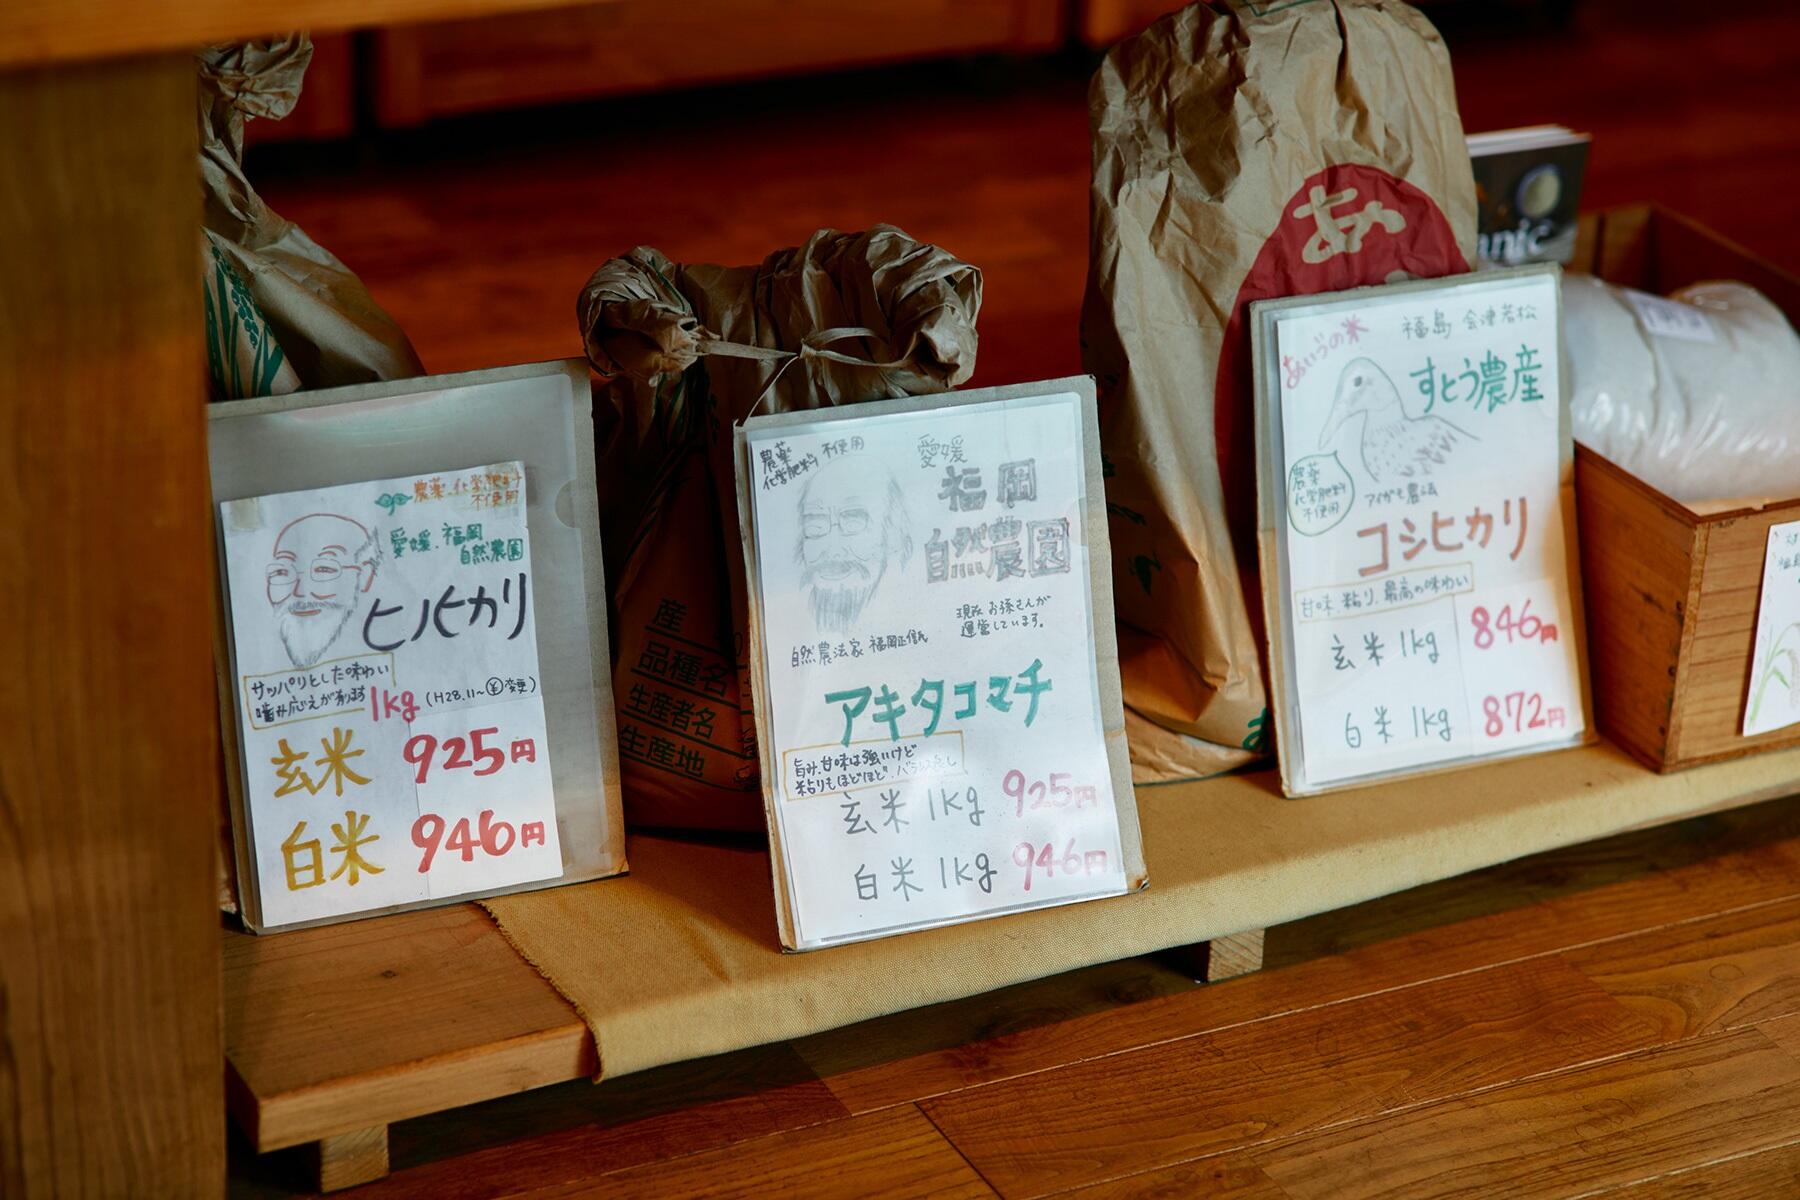 農薬・化学肥料
不使用
愛媛・福岡
自然農園
ヒノヒカリ
サッパリとした味わい
噛み応えが
1kg
(H28.11~¥変更)
玄米 925円
白米 946円
産
品種名
生産者名
生産地
農薬
化学肥料 不使用
愛媛
福岡
自然農園
現在 お孫さんが
運営しています。
自然農法家 福岡正信氏
アキタコマチ
旨み、甘味は強いけど
粘りもほどほど、バランス良し
玄米 1kg 925円
白米 1kg 946円
あ
anic
あいづの米
福島 会津若松
すとう農産
農薬
化学肥料
不使用
アイガモ農法
コシヒカリ
甘味、粘り、最高の味わい
玄米 1kg 846円
白米 1kg 872円